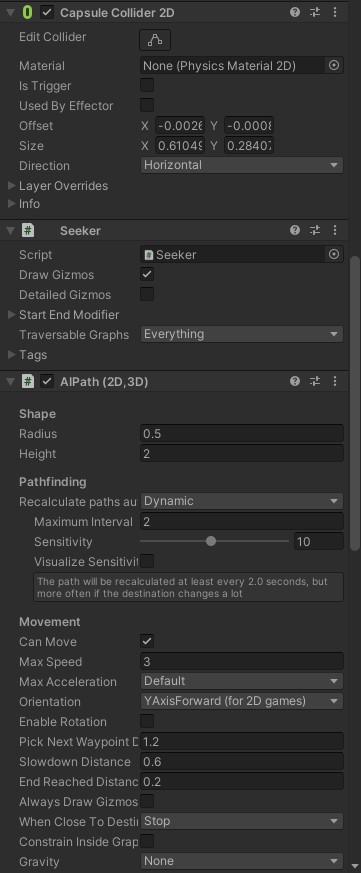 Capsule Collider 2D
Edit Collider
Material None (Physics Material 2D)
Is Trigger
Used By Effector
Offset X -0.0026 Y -0.0008
Size X 0.61049 Y 0.28407
Direction Horizontal
Layer Overrides
Info
Seeker
Script Seeker
Draw Gizmos
Detailed Gizmos
Start End Modifier
Traversable Graphs Everything
Tags
AIPath (2D,3D)
Shape
Radius 0.5
Height 2
Pathfinding
Recalculate paths au Dynamic
Maximum Interval 2
Sensitivity 10
Visualize Sensitivit
The path will be recalculated at least every 2.0 seconds, but
more often if the destination changes a lot
Movement
Can Move
Max Speed 3
Max Acceleration Default
Orientation YAxisForward (for 2D games)
Enable Rotation
Pick Next Waypoint D 1.2
Slowdown Distance 0.6
End Reached Distanc 0.2
Always Draw Gizmos
When Close To Destin Stop
Constrain Inside Grap
Gravity None